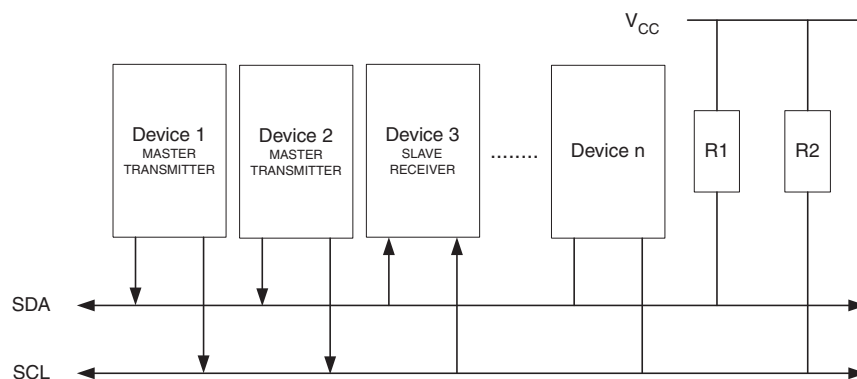 VCC
Device 1
MASTER
TRANSMITTER
Device 2
MASTER
TRANSMITTER
Device 3
SLAVE
RECEIVER
........
Device n
R1
R2
SDA
SCL